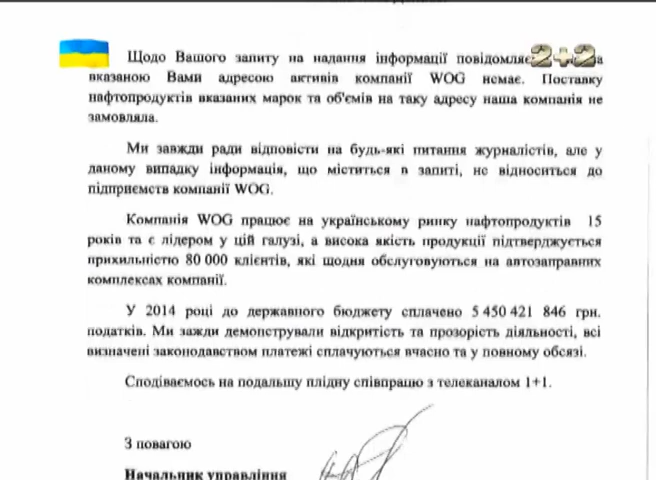 Щодо Вашого запиту на надання інформації повідомляє 2+2 а
вказаною Вами адресою активів компанії WOG немає. Поставку
нафтопродуктів вказаних марок та об'ємів на таку адресу наша компанія не
замовляла.
Ми завжди раді відповісти на будь-які питання журналістів, але у
даному випадку інформація, що міститься в запиті, не відноситься до
підприємств компанії WOG.
Компанія WOG працює на українському ринку нафтопродуктів 15
років та є лідером у цій галузі, а висока якість продукції підтверджується
прихильністю 80 000 клієнтів, які щодня обслуговуються на автозаправних
комплексах компанії.
У 2014 році до державного бюджету сплачено 5 450 421 846 грн.
податків. Ми зажди демонстрували відкритість та прозорість діяльності, всі
визначені законодавством платежі сплачуються вчасно та у повному обсязі.
Сподіваємось на подальшу плідну співпрацю з телеканалом 1+1.
З повагою
Начальник управління